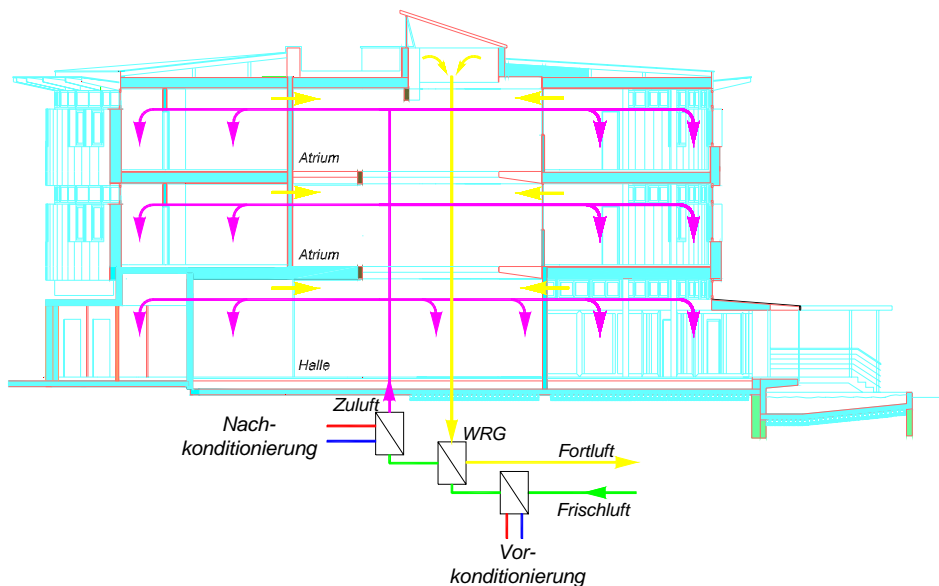 Atrium
Atrium
Halle
Zuluft
Nach-
konditionierung
WRG
Fortluft
Frischluft
Vor-
konditionierung